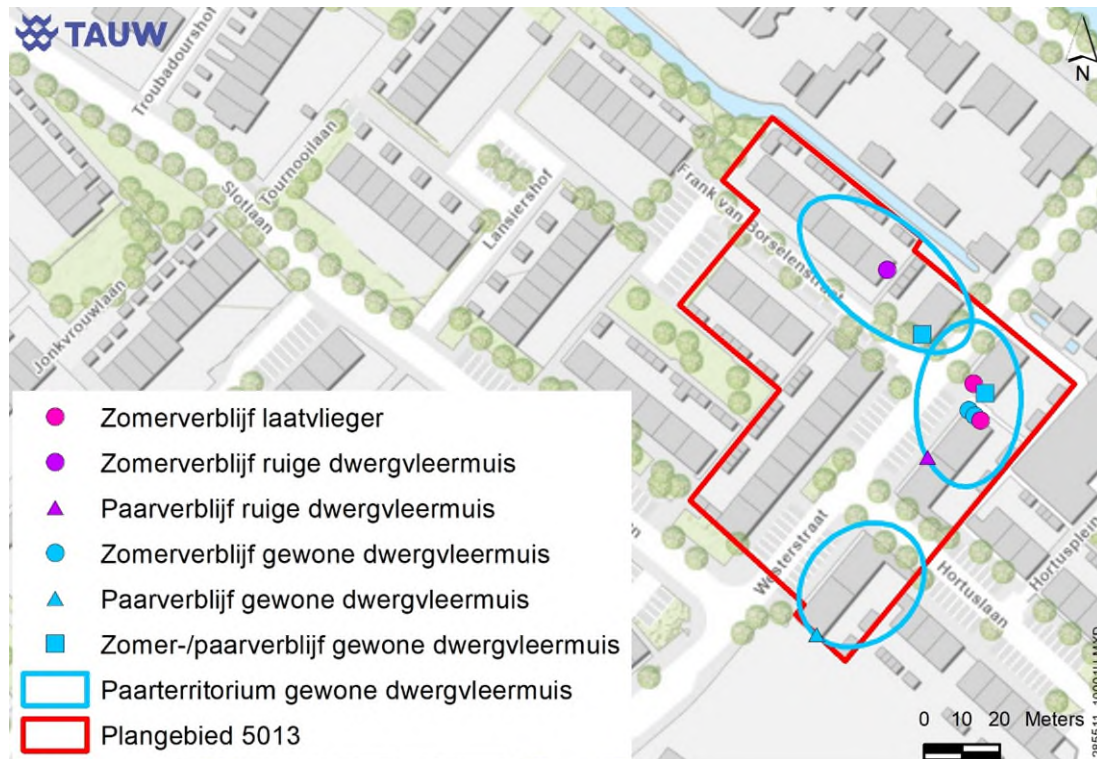 TAUW
N
Troubadourshof
Tournooilaan
Slotlaan
Lansiershof
Jonkvrouwlaan
Frank van Borselenstraat
Westerstraat
Hortuslaan
Hortusplein
Zomerverblijf laatvlieger
Zomerverblijf ruige dwergvleermuis
Paarverblijf ruige dwergvleermuis
Zomerverblijf gewone dwergvleermuis
Paarverblijf gewone dwergvleermuis
Zomer-/paarverblijf gewone dwergvleermuis
Paarterritorium gewone dwergvleermuis
Plangebied 5013
0 10 20 Meters